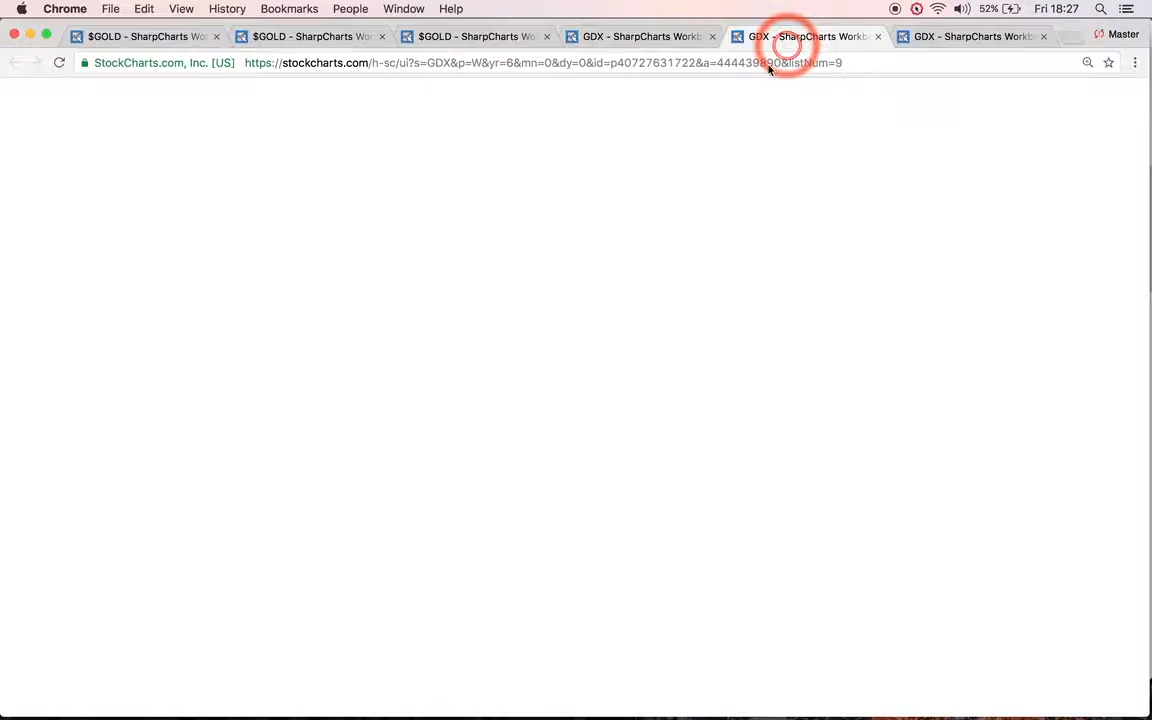 Chrome File Edit View History Bookmarks People Window Help 52% Fri 18:27
$GOLD - SharpCharts Wo $GOLD - SharpCharts Wo $GOLD - SharpCharts Wo GDX - SharpCharts Workb GDX - SharpCharts Workb GDX - SharpCharts Workb Master
StockCharts.com, Inc. [US] https://stockcharts.com/h-sc/ui?s=GDX&p=W&yr=6&mn=0&dy=0&id=p40727631722&a=444439890&listNum=9